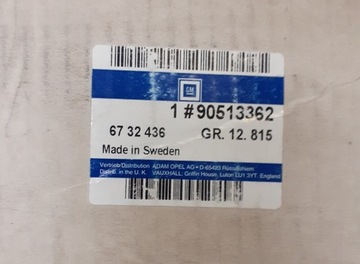 GM
1 # 90513362
67 32 436 GR. 12. 815
Made in Sweden
Vertrieb/Distribution ADAM OPEL AG • D-65423 Rüsselsheim
Distrib. in the U. K. VAUXHALL, Griffin House, Luton LU1 3YT. England